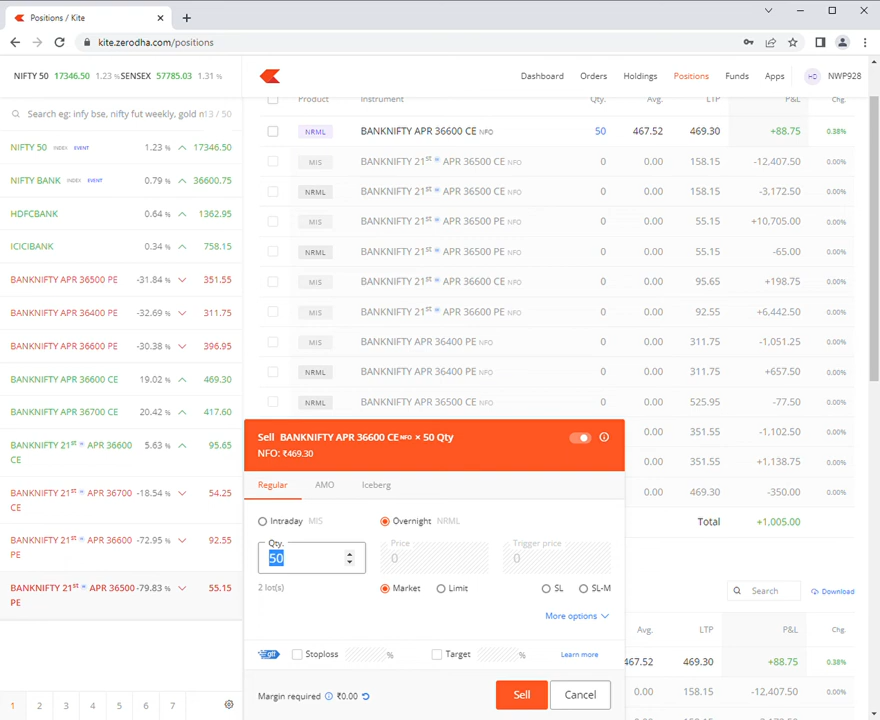 Positions / Kite
kite.zerodha.com/positions
NIFTY 50 17346.50 1.23 % SENSEX 57785.03 1.31 %
Dashboard Orders Holdings Positions Funds Apps HD NWP928
Search eg: infy bse, nifty fut weekly, gold n 13 / 50
NIFTY 50 INDEX EVENT 1.23 % 17346.50
NIFTY BANK INDEX EVENT 0.79 % 36600.75
HDFCBANK 0.64 % 1362.95
ICICIBANK 0.34 % 758.15
BANKNIFTY APR 36500 PE -31.84 % 351.55
BANKNIFTY APR 36400 PE -32.69 % 311.75
BANKNIFTY APR 36600 PE -30.38 % 396.95
BANKNIFTY APR 36600 CE 19.02 % 469.30
BANKNIFTY APR 36700 CE 20.42 % 417.60
BANKNIFTY 21st APR 36600 CE 5.63 % 95.65
BANKNIFTY 21st APR 36700 CE -18.54 % 54.25
BANKNIFTY 21st APR 36600 PE -72.95 % 92.55
BANKNIFTY 21st APR 36500 PE -79.83 % 55.15
1 2 3 4 5 6 7
Product Instrument Qty. Avg. LTP P&L Chg.
NRML BANKNIFTY APR 36600 CE NFO 50 467.52 469.30 +88.75 0.38%
MIS BANKNIFTY 21st APR 36500 CE NFO 0 0.00 158.15 -12,407.50 0.00%
NRML BANKNIFTY 21st APR 36500 CE NFO 0 0.00 158.15 -3,172.50 0.00%
MIS BANKNIFTY 21st APR 36500 PE NFO 0 0.00 55.15 +10,705.00 0.00%
NRML BANKNIFTY 21st APR 36500 PE NFO 0 0.00 55.15 -65.00 0.00%
MIS BANKNIFTY 21st APR 36600 CE NFO 0 0.00 95.65 +198.75 0.00%
MIS BANKNIFTY 21st APR 36600 PE NFO 0 0.00 92.55 +6,442.50 0.00%
MIS BANKNIFTY APR 36400 PE NFO 0 0.00 311.75 -1,051.25 0.00%
NRML BANKNIFTY APR 36400 PE NFO 0 0.00 311.75 +657.50 0.00%
NRML BANKNIFTY APR 36500 CE NFO 0 0.00 525.95 -77.50 0.00%
0.00 351.55 -1,102.50 0.00%
0.00 351.55 +1,138.75 0.00%
0.00 469.30 -350.00 0.00%
Total +1,005.00
Search Download
Avg. LTP P&L Chg.
467.52 469.30 +88.75 0.38%
0.00 158.15 -12,407.50 0.00%
Sell BANKNIFTY APR 36600 CE NFO × 50 Qty
NFO: ₹469.30
Regular AMO Iceberg
Intraday MIS Overnight NRML
Qty. Price Trigger price
50 0 0
2 lot(s) Market Limit SL SL-M
More options
gtt Stoploss % Target % Learn more
Margin required ₹0.00 Sell Cancel